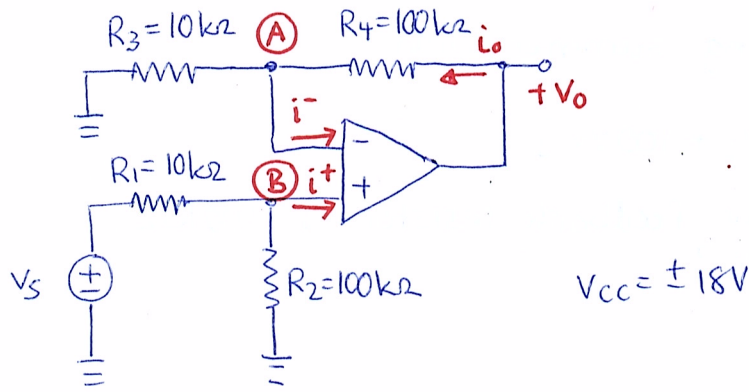 R3=10kΩ
A
R4=100kΩ
io
+Vo
i-
R1=10kΩ
B
i+
-
+
Vs
±
R2=100kΩ
Vcc=±18V